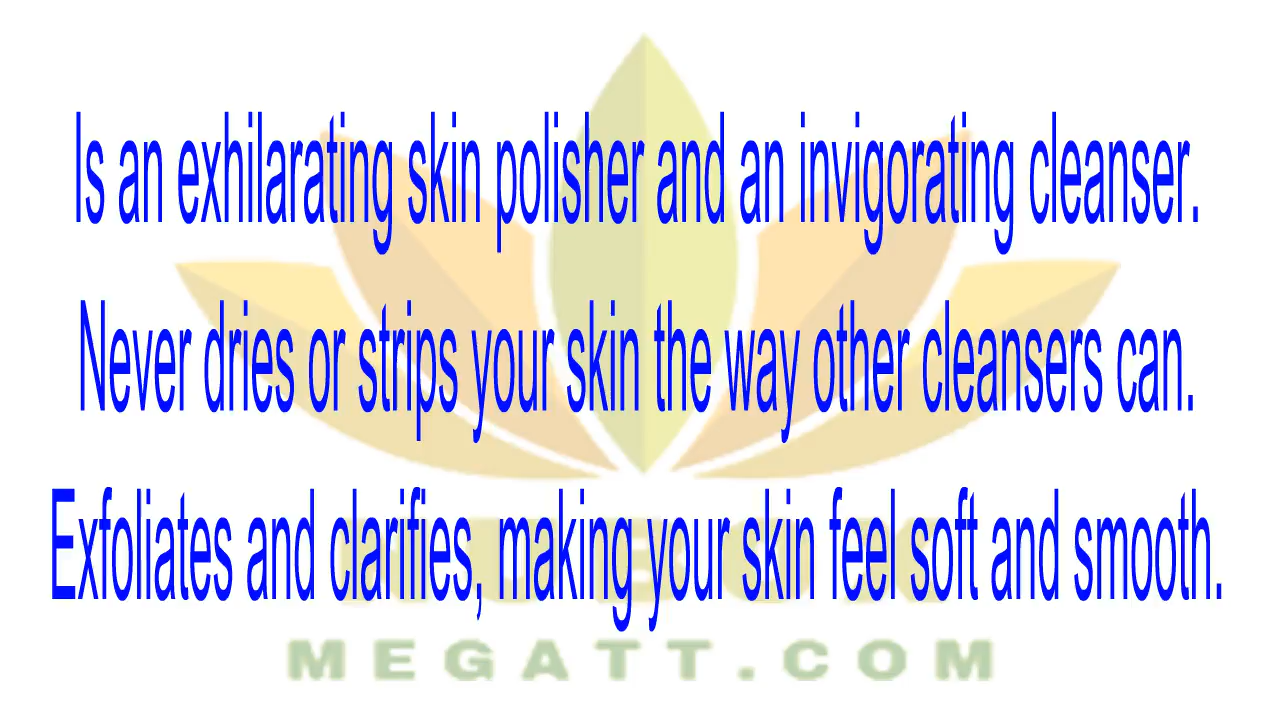 Is an exhilarating skin polisher and an invigorating cleanser.
Never dries or strips your skin the way other cleansers can.
Exfoliates and clarifies, making your skin feel soft and smooth.
MEGATT.COM